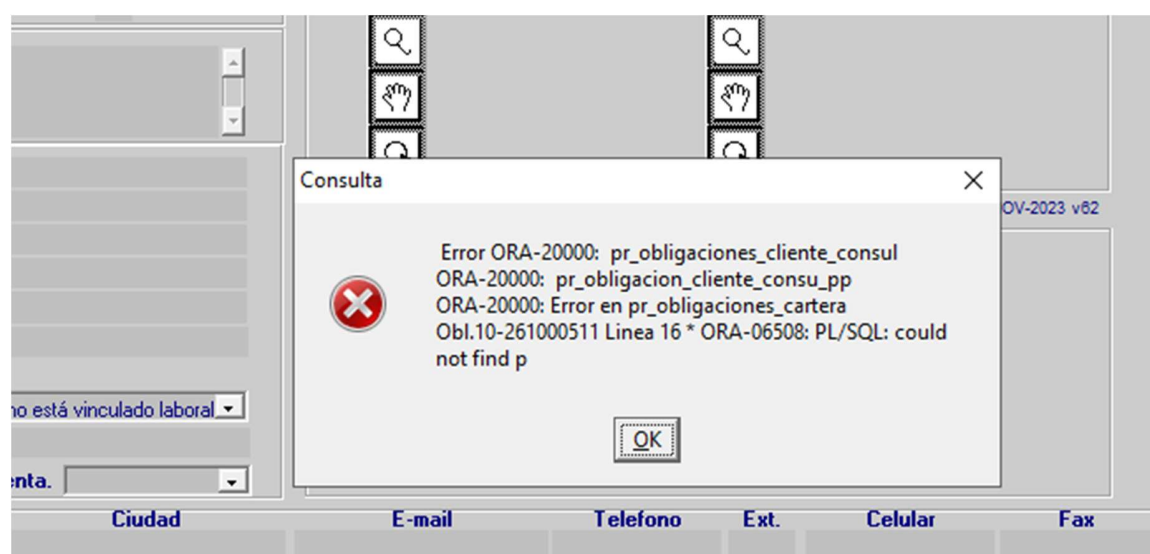 Consulta
OV-2023 v62
Error ORA-20000:  pr_obligaciones_cliente_consul
ORA-20000:  pr_obligacion_cliente_consu_pp
ORA-20000: Error en pr_obligaciones_cartera
Obl.10-261000511 Linea 16 * ORA-06508: PL/SQL: could
not find p
no está vinculado laboral
OK
enta.
Ciudad E-mail Telefono Ext. Celular Fax